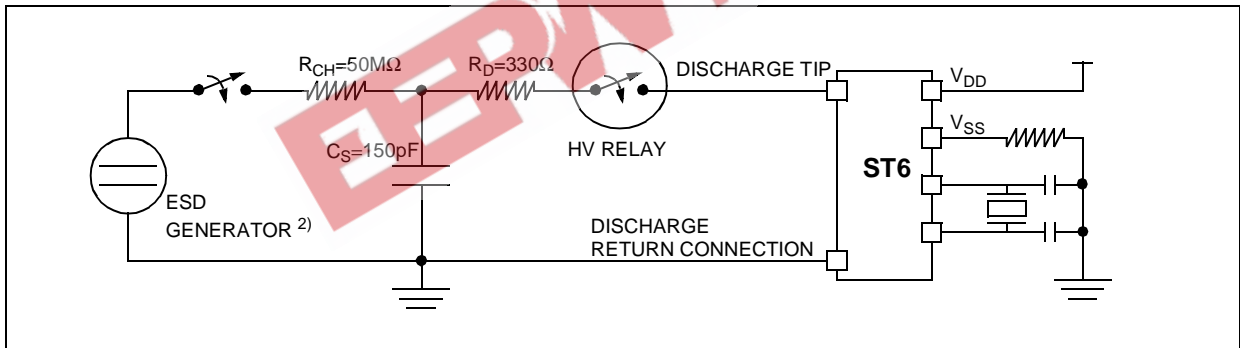 R_CH=50MΩ
R_D=330Ω
DISCHARGE TIP
V_DD
V_SS
HV RELAY
C_S=150pF
ST6
ESD
GENERATOR 2)
DISCHARGE
RETURN CONNECTION